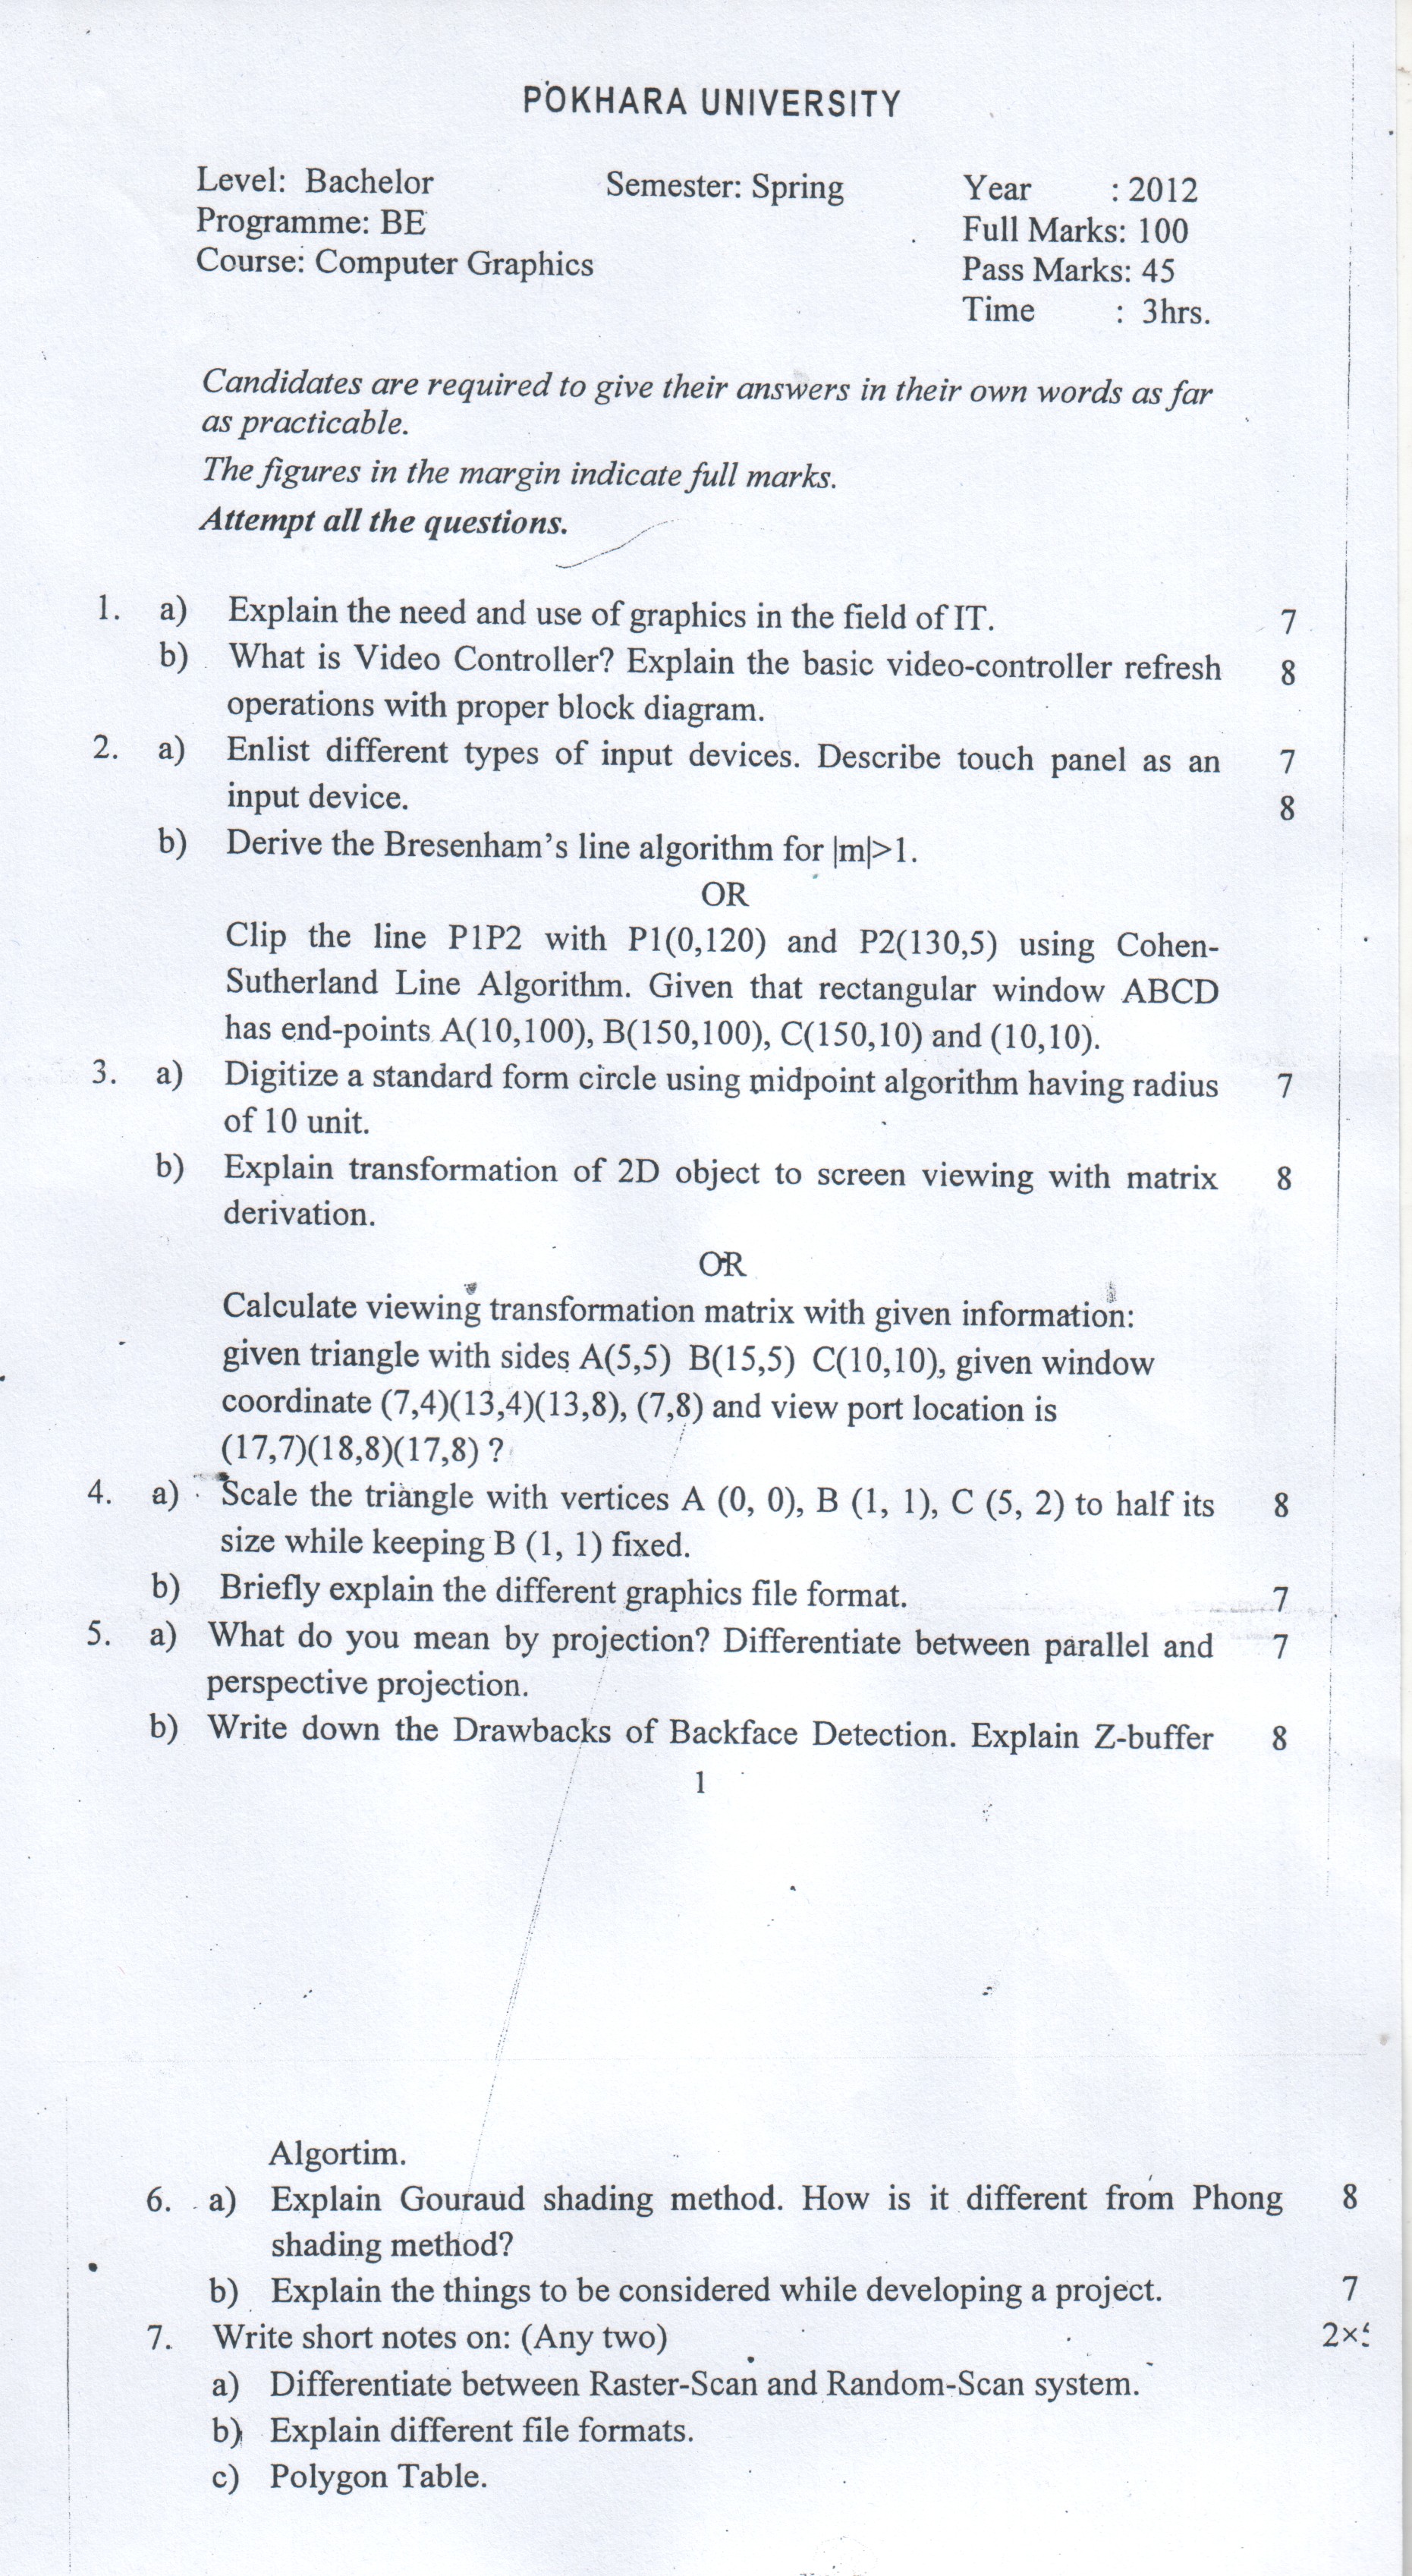 POKHARA UNIVERSITY
Level: Bachelor Semester: Spring Year : 2012
Programme: BE Full Marks: 100
Course: Computer Graphics Pass Marks: 45
Time : 3hrs.
Candidates are required to give their answers in their own words as far
as practicable.
The figures in the margin indicate full marks.
Attempt all the questions.
1. a) Explain the need and use of graphics in the field of IT. 7
b) What is Video Controller? Explain the basic video-controller refresh 8
operations with proper block diagram.
2. a) Enlist different types of input devices. Describe touch panel as an 7
input device. 8
b) Derive the Bresenham's line algorithm for |m|>1.
OR
Clip the line P1P2 with P1(0,120) and P2(130,5) using Cohen-
Sutherland Line Algorithm. Given that rectangular window ABCD
has end-points A(10,100), B(150,100), C(150,10) and (10,10).
3. a) Digitize a standard form circle using midpoint algorithm having radius 7
of 10 unit.
b) Explain transformation of 2D object to screen viewing with matrix 8
derivation.
OR
Calculate viewing transformation matrix with given information:
given triangle with sides A(5,5) B(15,5) C(10,10), given window
coordinate (7,4)(13,4)(13,8), (7,8) and view port location is
(17,7)(18,8)(17,8) ?
4. a) Scale the triangle with vertices A (0, 0), B (1, 1), C (5, 2) to half its 8
size while keeping B (1, 1) fixed.
b) Briefly explain the different graphics file format. 7
5. a) What do you mean by projection? Differentiate between parallel and 7
perspective projection.
b) Write down the Drawbacks of Backface Detection. Explain Z-buffer 8
1
Algortim.
6. a) Explain Gouraud shading method. How is it different from Phong 8
shading method?
b) Explain the things to be considered while developing a project. 7
7. Write short notes on: (Any two) 2×
a) Differentiate between Raster-Scan and Random-Scan system.
b) Explain different file formats.
c) Polygon Table.